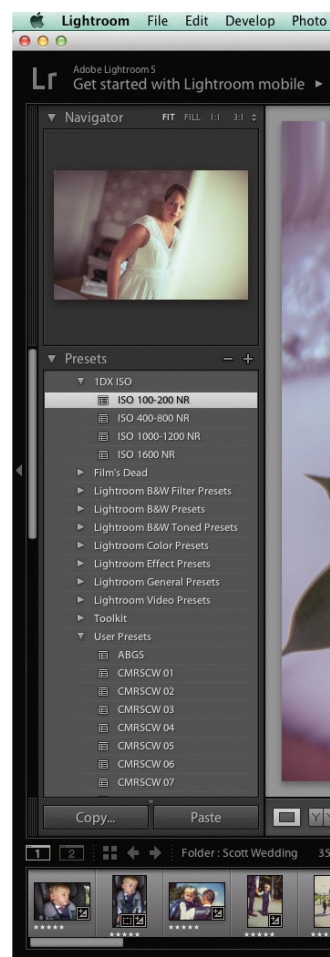 Lightroom File Edit Develop Photo
Lr
Adobe Lightroom 5
Get started with Lightroom mobile
Navigator FIT FILL 1:1 3:1
Presets
1DX ISO
ISO 100-200 NR
ISO 400-800 NR
ISO 1000-1200 NR
ISO 1600 NR
Film's Dead
Lightroom B&W Filter Presets
Lightroom B&W Presets
Lightroom B&W Toned Presets
Lightroom Color Presets
Lightroom Effect Presets
Lightroom General Presets
Lightroom Video Presets
Toolkit
User Presets
ABG5
CMRSCW 01
CMRSCW 02
CMRSCW 03
CMRSCW 04
CMRSCW 05
CMRSCW 06
CMRSCW 07
Copy... Paste Y Y
1 2 Folder : Scott Wedding 35